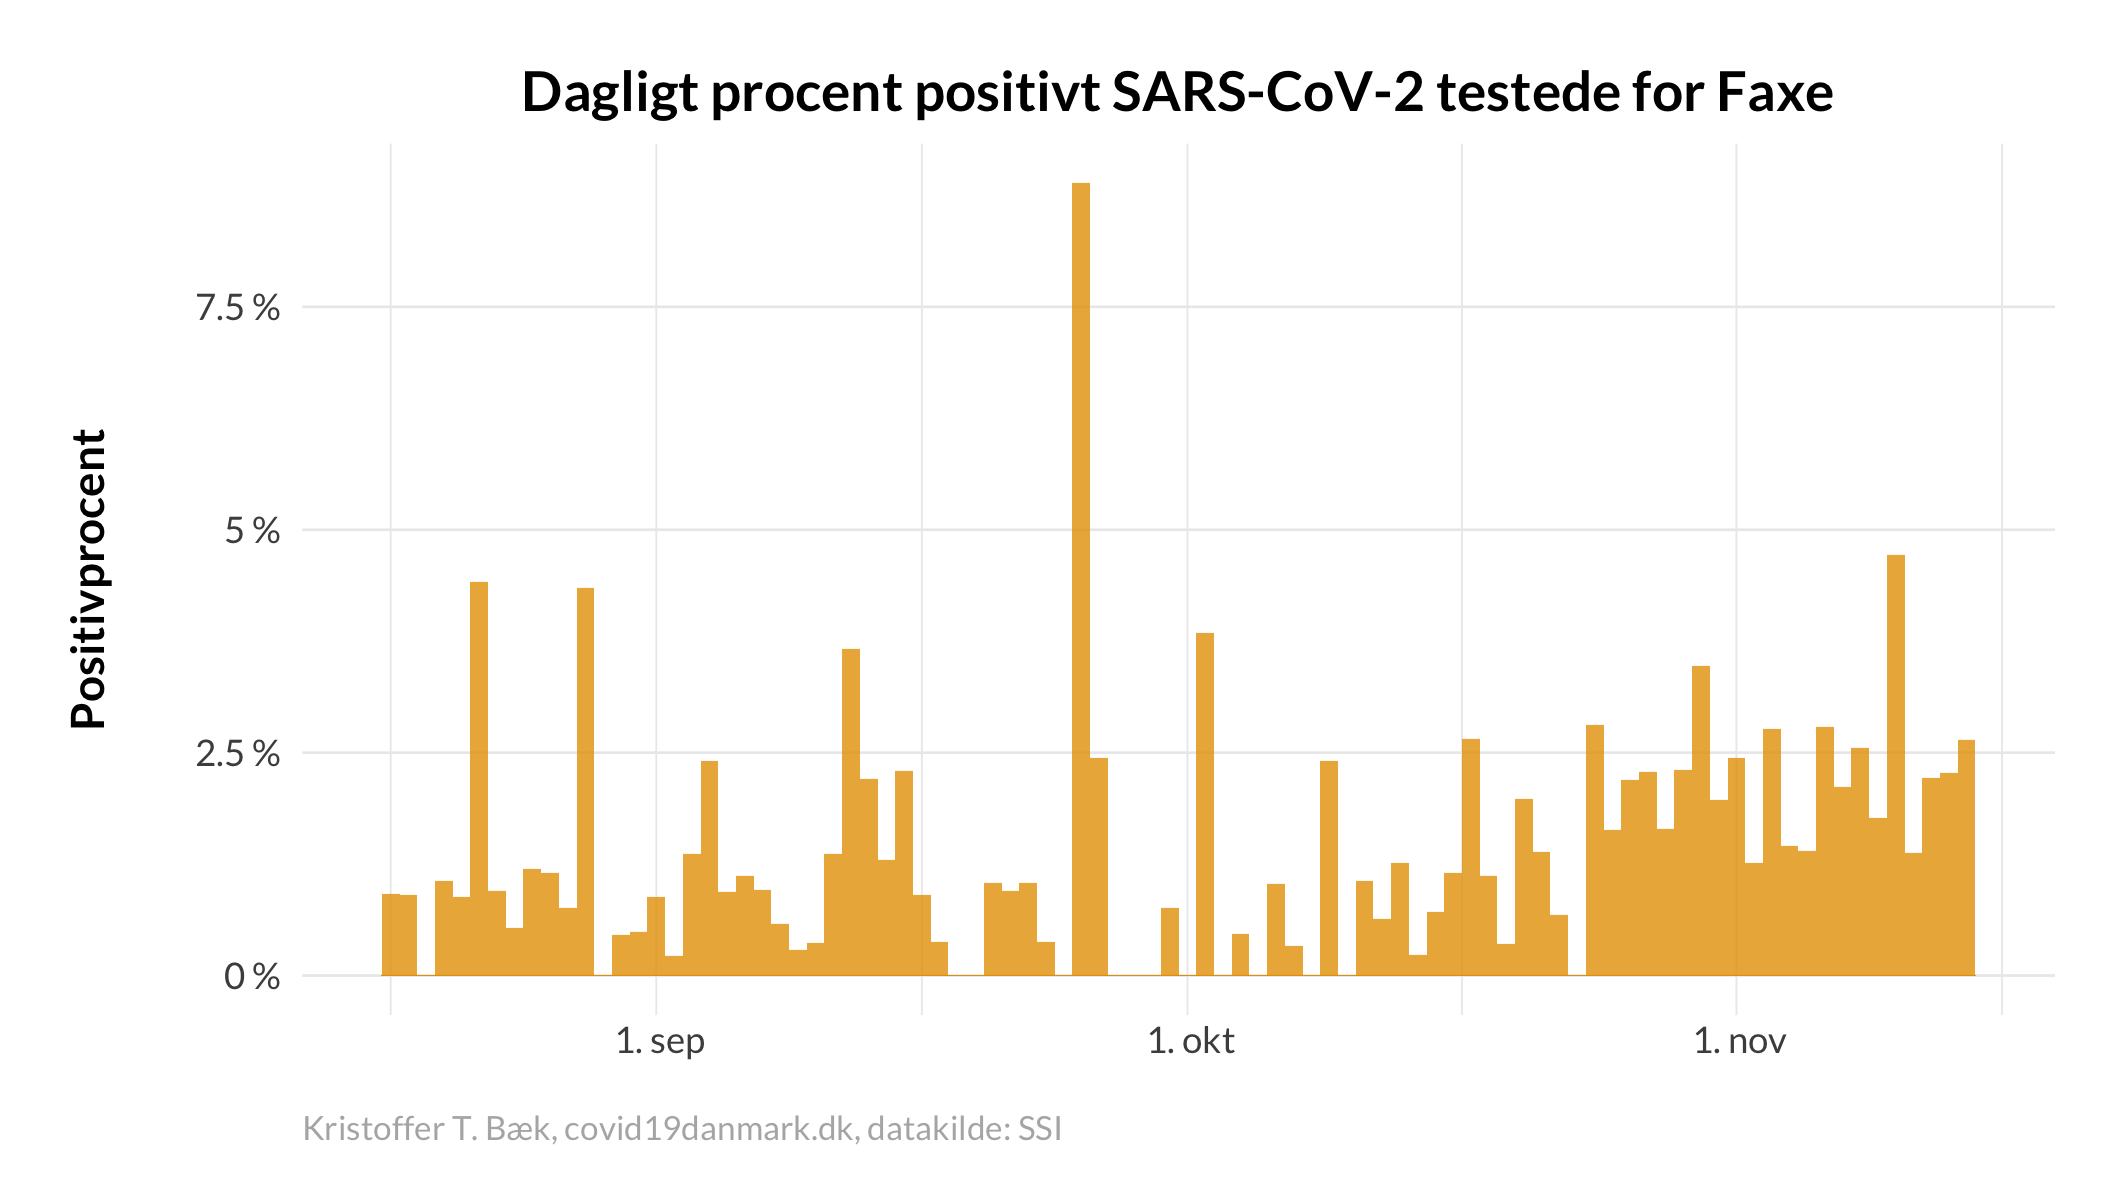 Dagligt procent positivt SARS-CoV-2 testede for Faxe
Positivprocent
7.5 %
5 %
2.5 %
0 %
1. sep
1. okt
1. nov
Kristoffer T. Bæk, covid19danmark.dk, datakilde: SSI